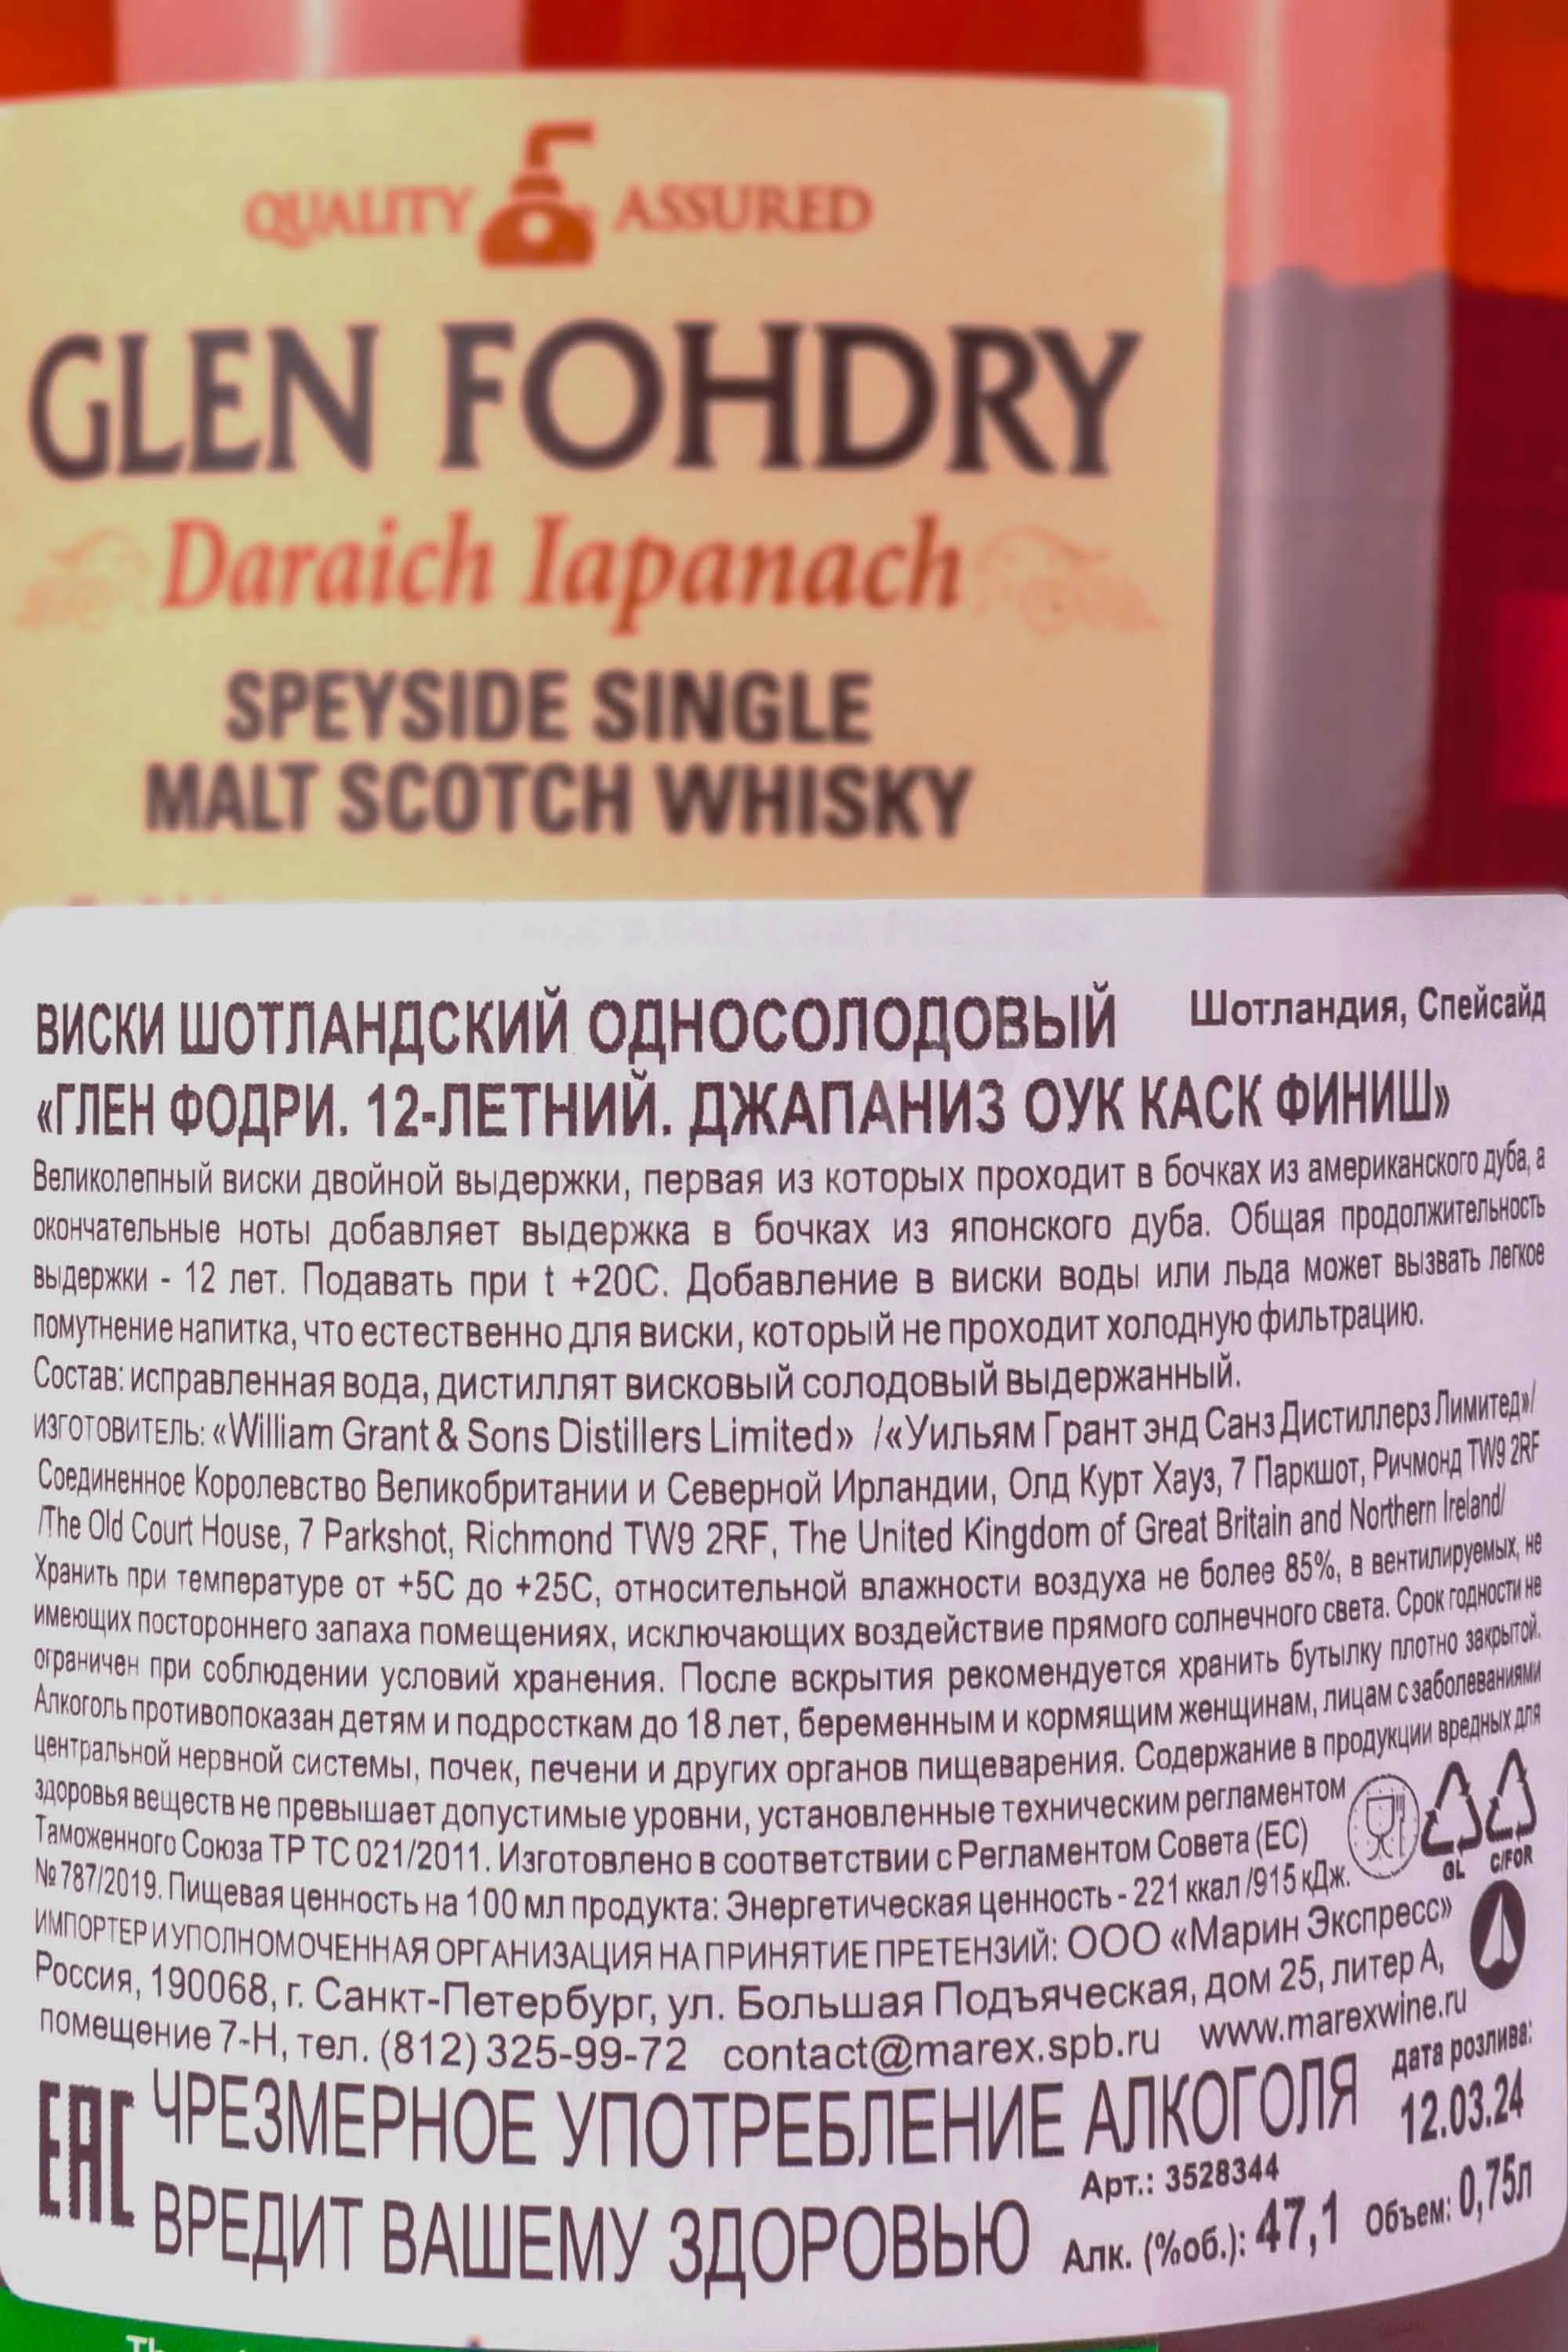 QUALITY ASSURED
GLEN FOHDRY
Daraich Iapanach
SPEYSIDE SINGLE
MALT SCOTCH WHISKY
ВИСКИ ШОТЛАНДСКИЙ ОДНОСОЛОДОВЫЙ Шотландия, Спейсайд
«ГЛЕН ФОДРИ. 12-ЛЕТНИЙ. ДЖАПАНИЗ ОУК КАСК ФИНИШ»
Великолепный виски двойной выдержки, первая из которых проходит в бочках из американского дуба, а
окончательные ноты добавляет выдержка в бочках из японского дуба. Общая продолжительность
выдержки - 12 лет. Подавать при t +20С. Добавление в виски воды или льда может вызвать легкое
помутнение напитка, что естественно для виски, который не проходит холодную фильтрацию.
Состав: исправленная вода, дистиллят висковый солодовый выдержанный.
ИЗГОТОВИТЕЛЬ: «William Grant & Sons Distillers Limited» /«Уильям Грант энд Санз Дистиллерз Лимитед»/
Соединенное Королевство Великобритании и Северной Ирландии, Олд Курт Хауз, 7 Паркшот, Ричмонд TW9 2RF
/The Old Court House, 7 Parkshot, Richmond TW9 2RF, The United Kingdom of Great Britain and Northern Ireland/
Хранить при температуре от +5С до +25С, относительной влажности воздуха не более 85%, в вентилируемых, не
имеющих постороннего запаха помещениях, исключающих воздействие прямого солнечного света. Срок годности не
ограничен при соблюдении условий хранения. После вскрытия рекомендуется хранить бутылку плотно закрытой.
Алкоголь противопоказан детям и подросткам до 18 лет, беременным и кормящим женщинам, лицам с заболеваниями
центральной нервной системы, почек, печени и других органов пищеварения. Содержание в продукции вредных для
здоровья веществ не превышает допустимые уровни, установленные техническим регламентом
Таможенного Союза ТР ТС 021/2011. Изготовлено в соответствии с Регламентом Совета (ЕС)
№ 787/2019. Пищевая ценность на 100 мл продукта: Энергетическая ценность - 221 ккал /915 кДж.
GL C/FOR
ИМПОРТЕР И УПОЛНОМОЧЕННАЯ ОРГАНИЗАЦИЯ НА ПРИНЯТИЕ ПРЕТЕНЗИЙ: ООО «Марин Экспресс»
Россия, 190068, г. Санкт-Петербург, ул. Большая Подъяческая, дом 25, литер А,
помещение 7-Н, тел. (812) 325-99-72 contact@marex.spb.ru www.marexwine.ru
EAC ЧРЕЗМЕРНОЕ УПОТРЕБЛЕНИЕ АЛКОГОЛЯ
ВРЕДИТ ВАШЕМУ ЗДОРОВЬЮ
дата розлива:
12.03.24
Арт.: 3528344
Алк. (%об.): 47,1 Объем: 0,75л